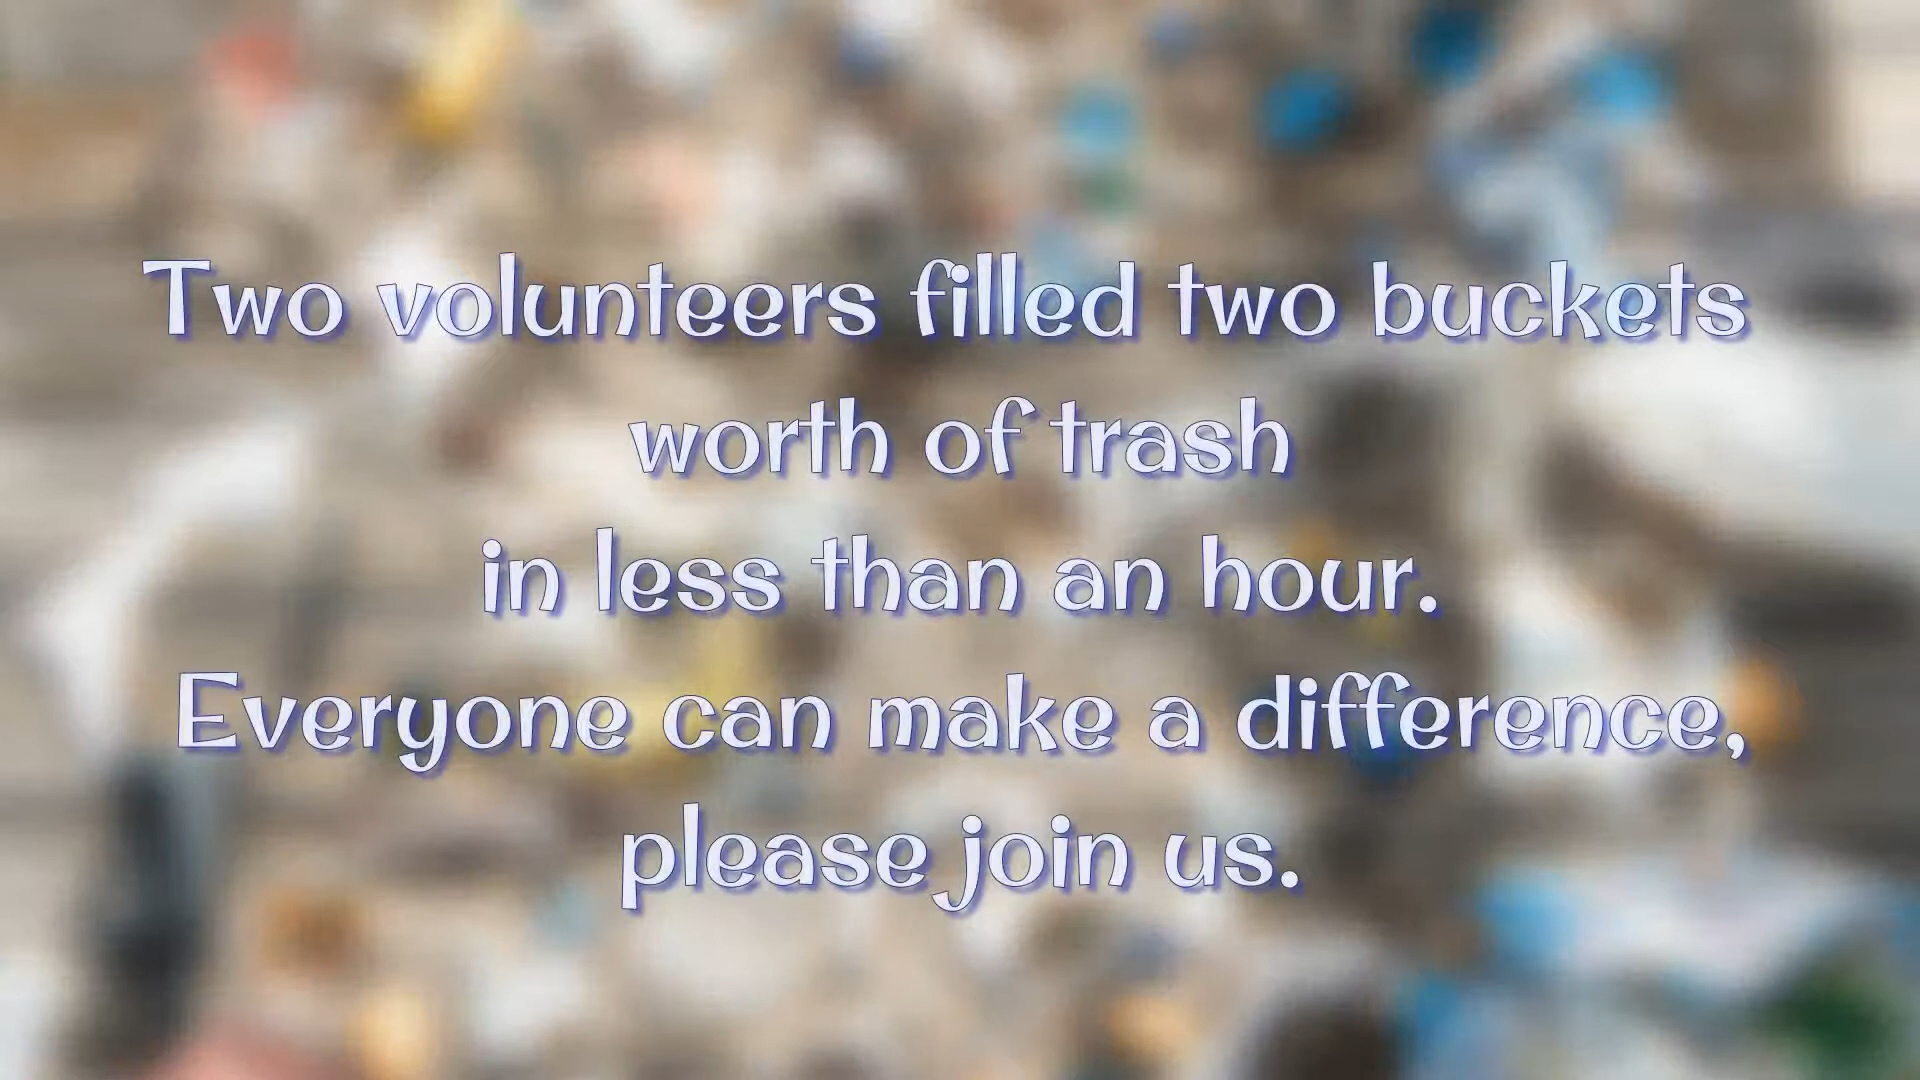 Two volunteers filled two buckets
worth of trash
in less than an hour.
Everyone can make a difference,
please join us.